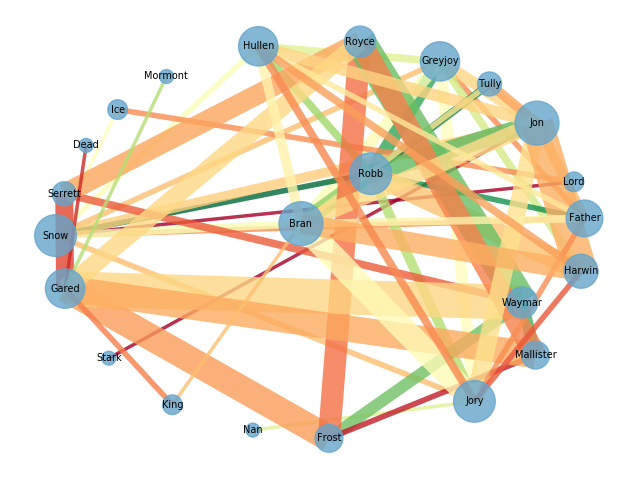 Royce
Hullen
Greyjoy
Mormont
Tully
Ice
Jon
Dead
Robb
Lord
Serrett
Father
Bran
Snow
Harwin
Gared
Waymar
Mallister
Stark
Jory
King
Nan
Frost